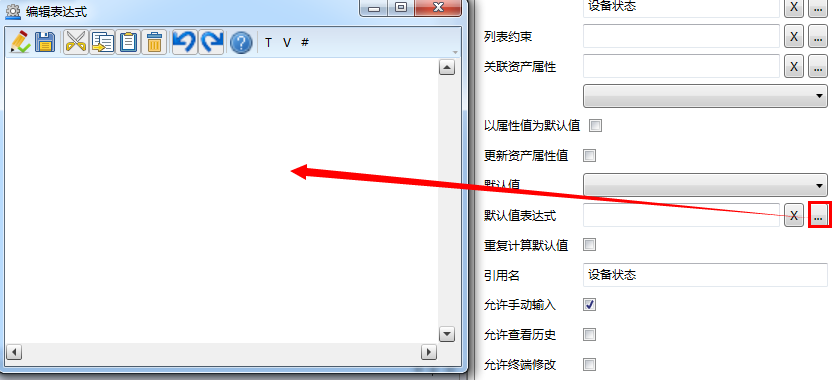 编辑表达式
T V #
设备状态 X ...
列表约束 X ...
关联资产属性 X ...
以属性值为默认值
更新资产属性值
默认值
默认值表达式 X ...
重复计算默认值
引用名 设备状态
允许手动输入
允许查看历史
允许终端修改